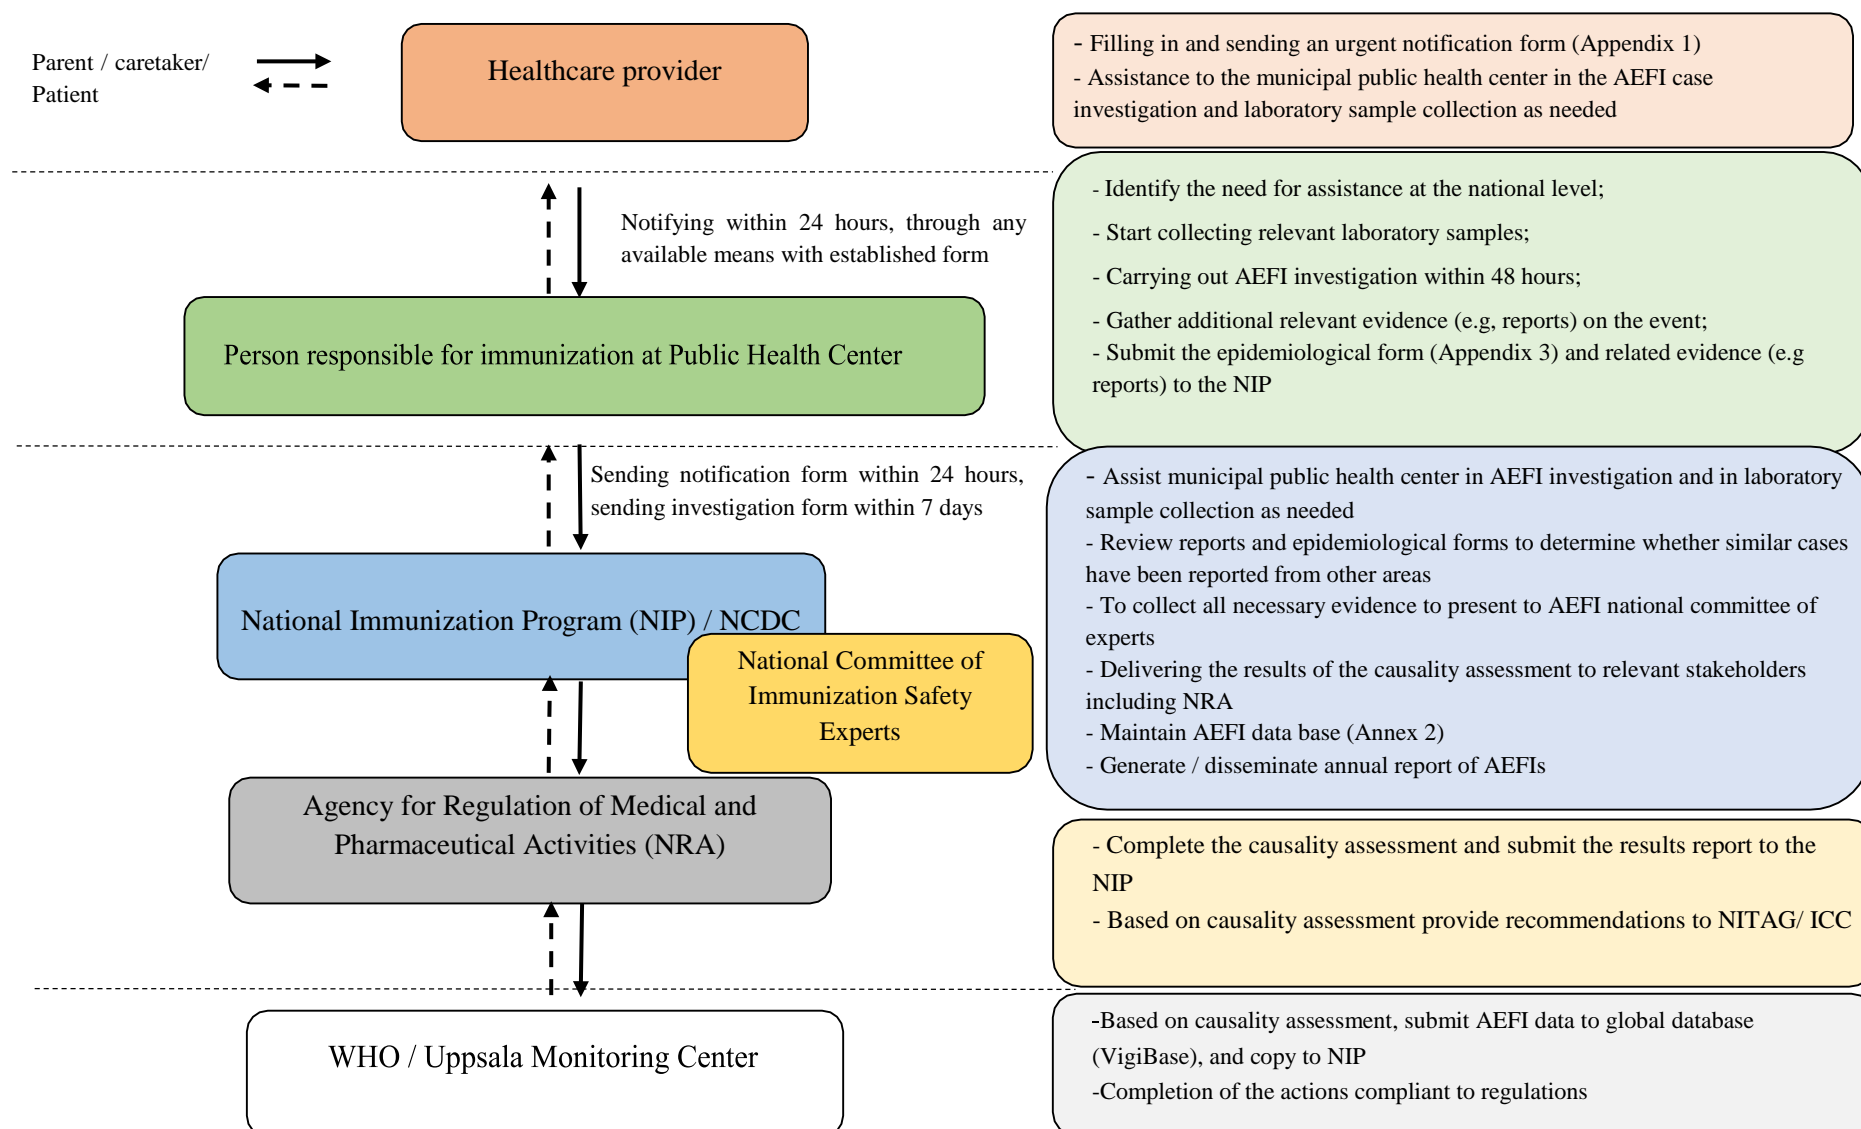 Parent / caretaker/
Patient
Healthcare provider
- Filling in and sending an urgent notification form (Appendix 1)
- Assistance to the municipal public health center in the AEFI case
investigation and laboratory sample collection as needed
Notifying within 24 hours, through any
available means with established form
Person responsible for immunization at Public Health Center
- Identify the need for assistance at the national level;
- Start collecting relevant laboratory samples;
- Carrying out AEFI investigation within 48 hours;
- Gather additional relevant evidence (e.g, reports) on the event;
- Submit the epidemiological form (Appendix 3) and related evidence (e.g
reports) to the NIP
Sending notification form within 24 hours,
sending investigation form within 7 days
National Immunization Program (NIP) / NCDC
National Committee of
Immunization Safety
Experts
- Assist municipal public health center in AEFI investigation and in laboratory
sample collection as needed
- Review reports and epidemiological forms to determine whether similar cases
have been reported from other areas
- To collect all necessary evidence to present to AEFI national committee of
experts
- Delivering the results of the causality assessment to relevant stakeholders
including NRA
- Maintain AEFI data base (Annex 2)
- Generate / disseminate annual report of AEFIs
Agency for Regulation of Medical and
Pharmaceutical Activities (NRA)
- Complete the causality assessment and submit the results report to the
NIP
- Based on causality assessment provide recommendations to NITAG/ ICC
WHO / Uppsala Monitoring Center
-Based on causality assessment, submit AEFI data to global database
(VigiBase), and copy to NIP
-Completion of the actions compliant to regulations